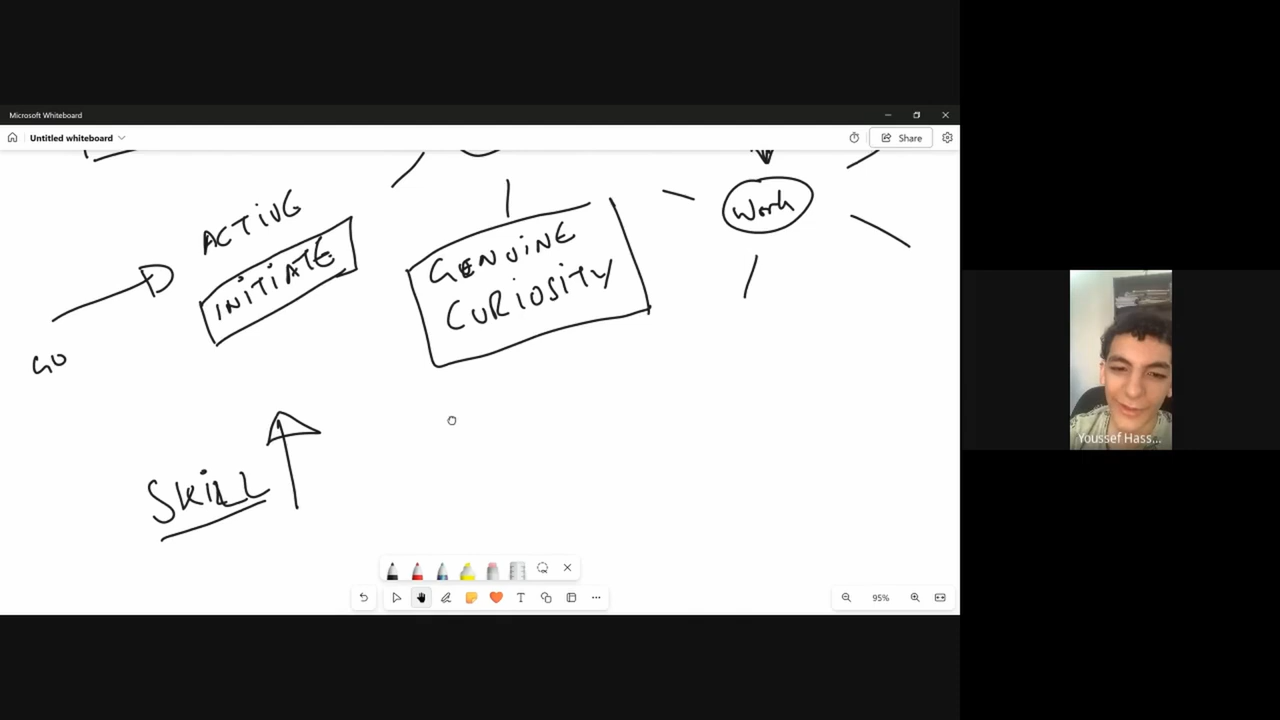 Microsoft Whiteboard
Untitled whiteboard
Share
ACTING
INITIATE
GENUINE
CURIOSITY
Work
GO
SKILL
Youssef Hass...
95%